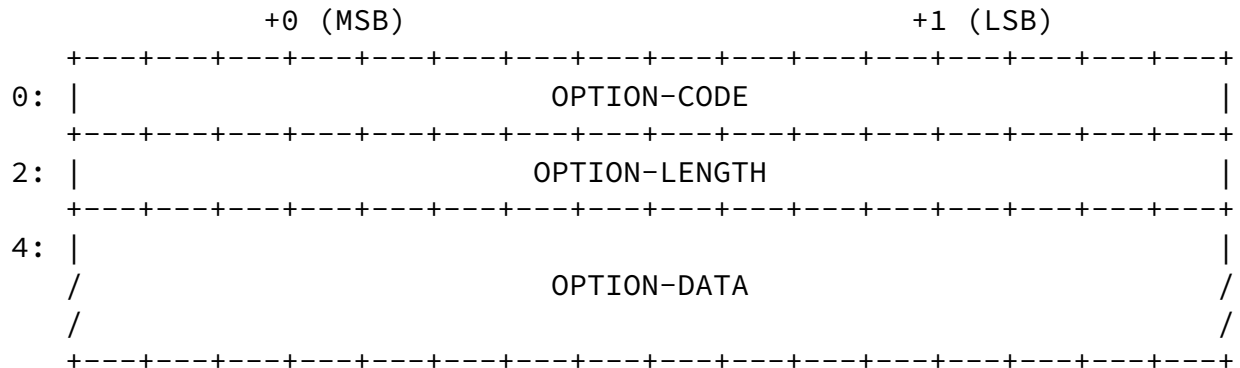 +0 (MSB) +1 (LSB)
+---+---+---+---+---+---+---+---+---+---+---+---+---+---+---+---+
0: | OPTION-CODE |
+---+---+---+---+---+---+---+---+---+---+---+---+---+---+---+---+
2: | OPTION-LENGTH |
+---+---+---+---+---+---+---+---+---+---+---+---+---+---+---+---+
4: | |
/ OPTION-DATA /
/ /
+---+---+---+---+---+---+---+---+---+---+---+---+---+---+---+---+